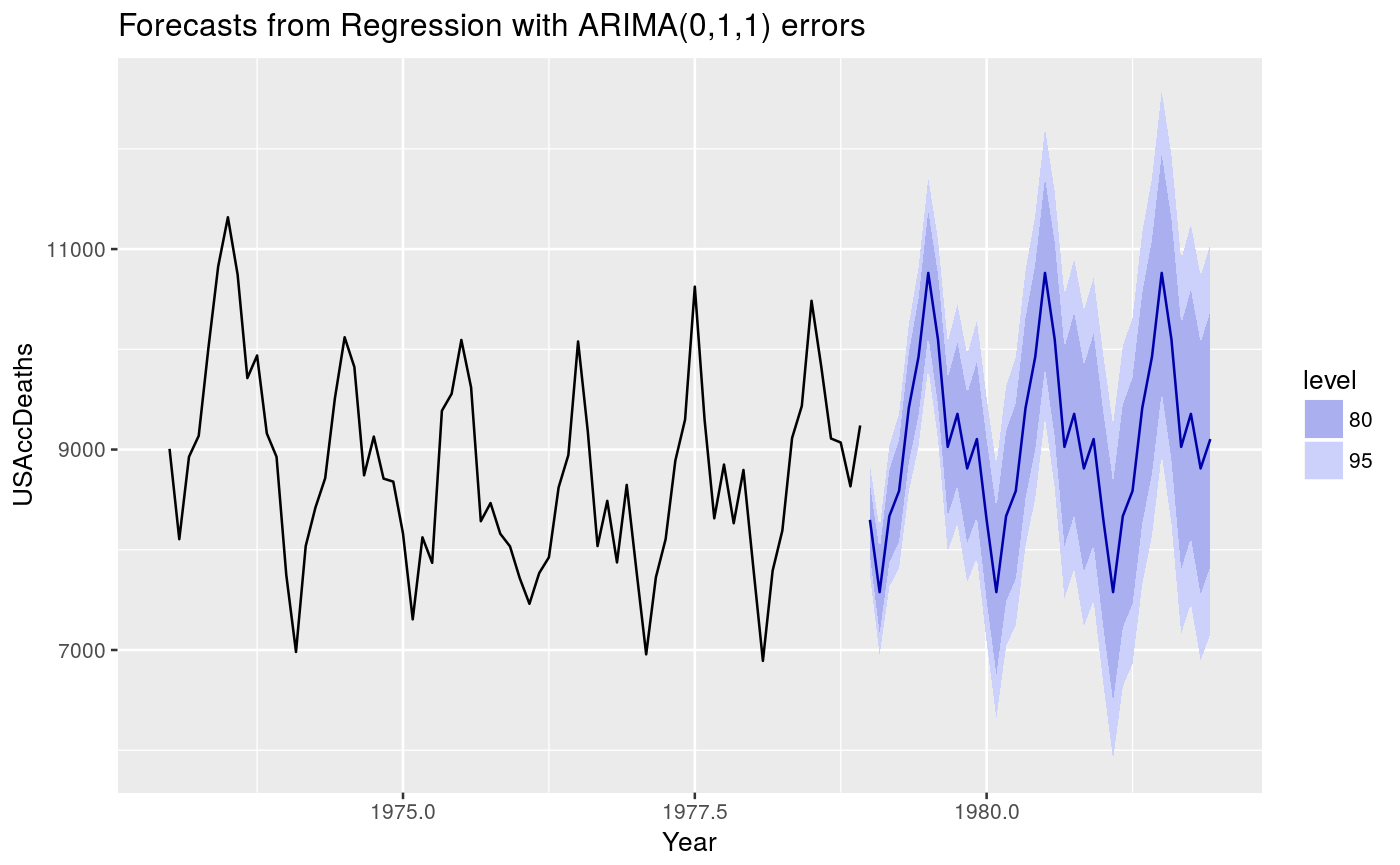 Forecasts from Regression with ARIMA(0,1,1) errors
USAccDeaths
11000
9000
7000
1975.0
1977.5
1980.0
Year
level
80
95